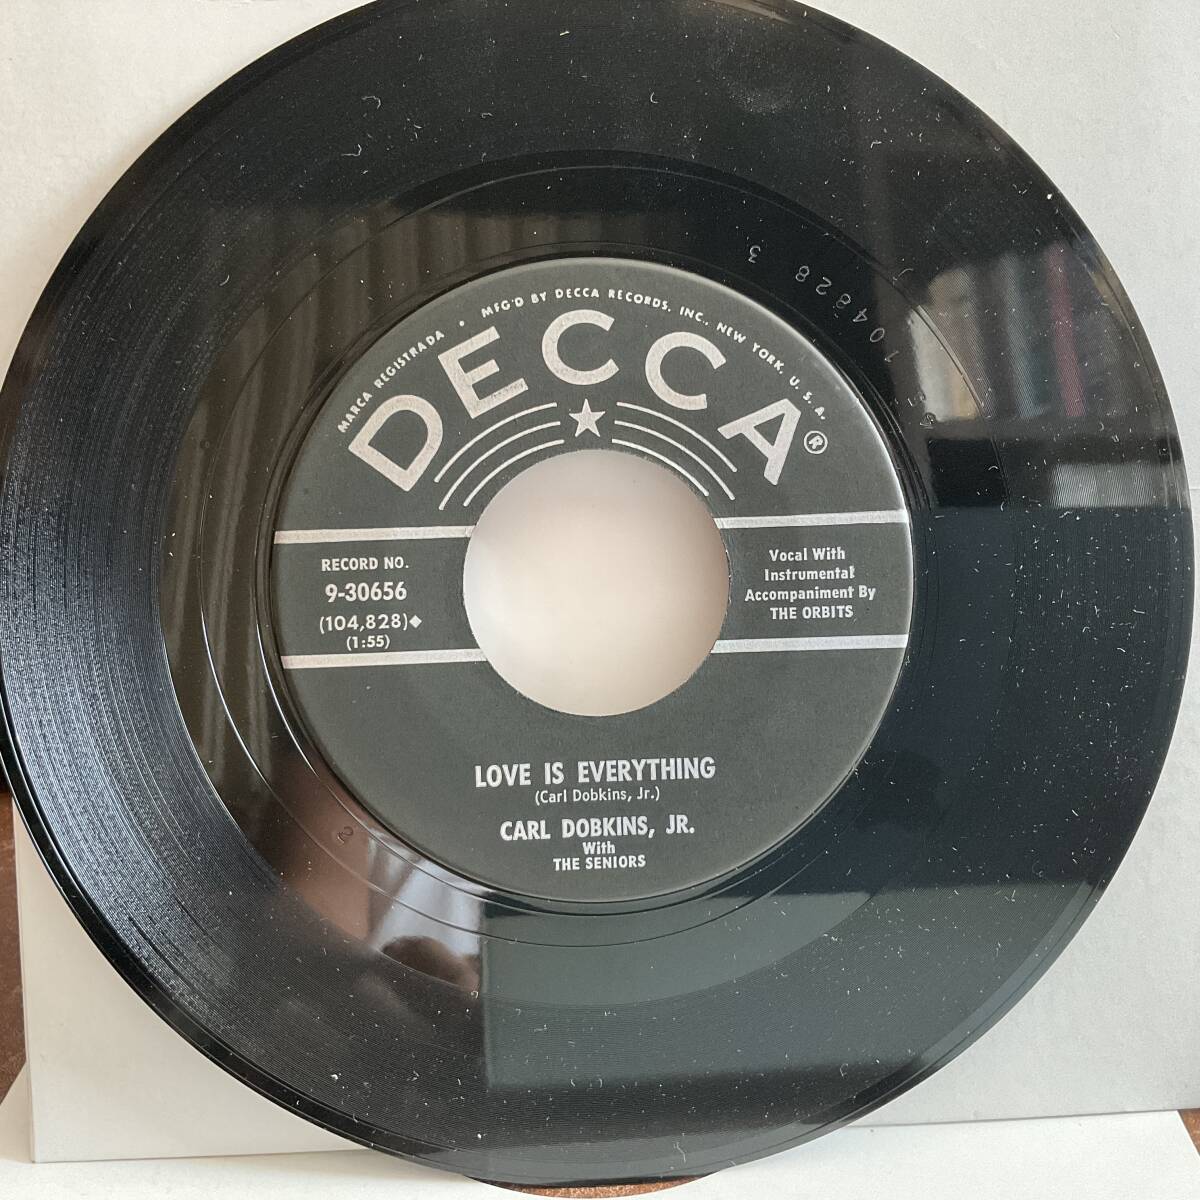 MARCA REGISTRADA • MFG'D BY DECCA RECORDS, INC., NEW YORK, U.S.A.
DECCA®
RECORD NO.
9-30656
(104,828)◆
(1:55)
Vocal With
Instrumental
Accompaniment By
THE ORBITS
LOVE IS EVERYTHING
(Carl Dobkins, Jr.)
CARL DOBKINS, JR.
With
THE SENIORS
104828 3
2